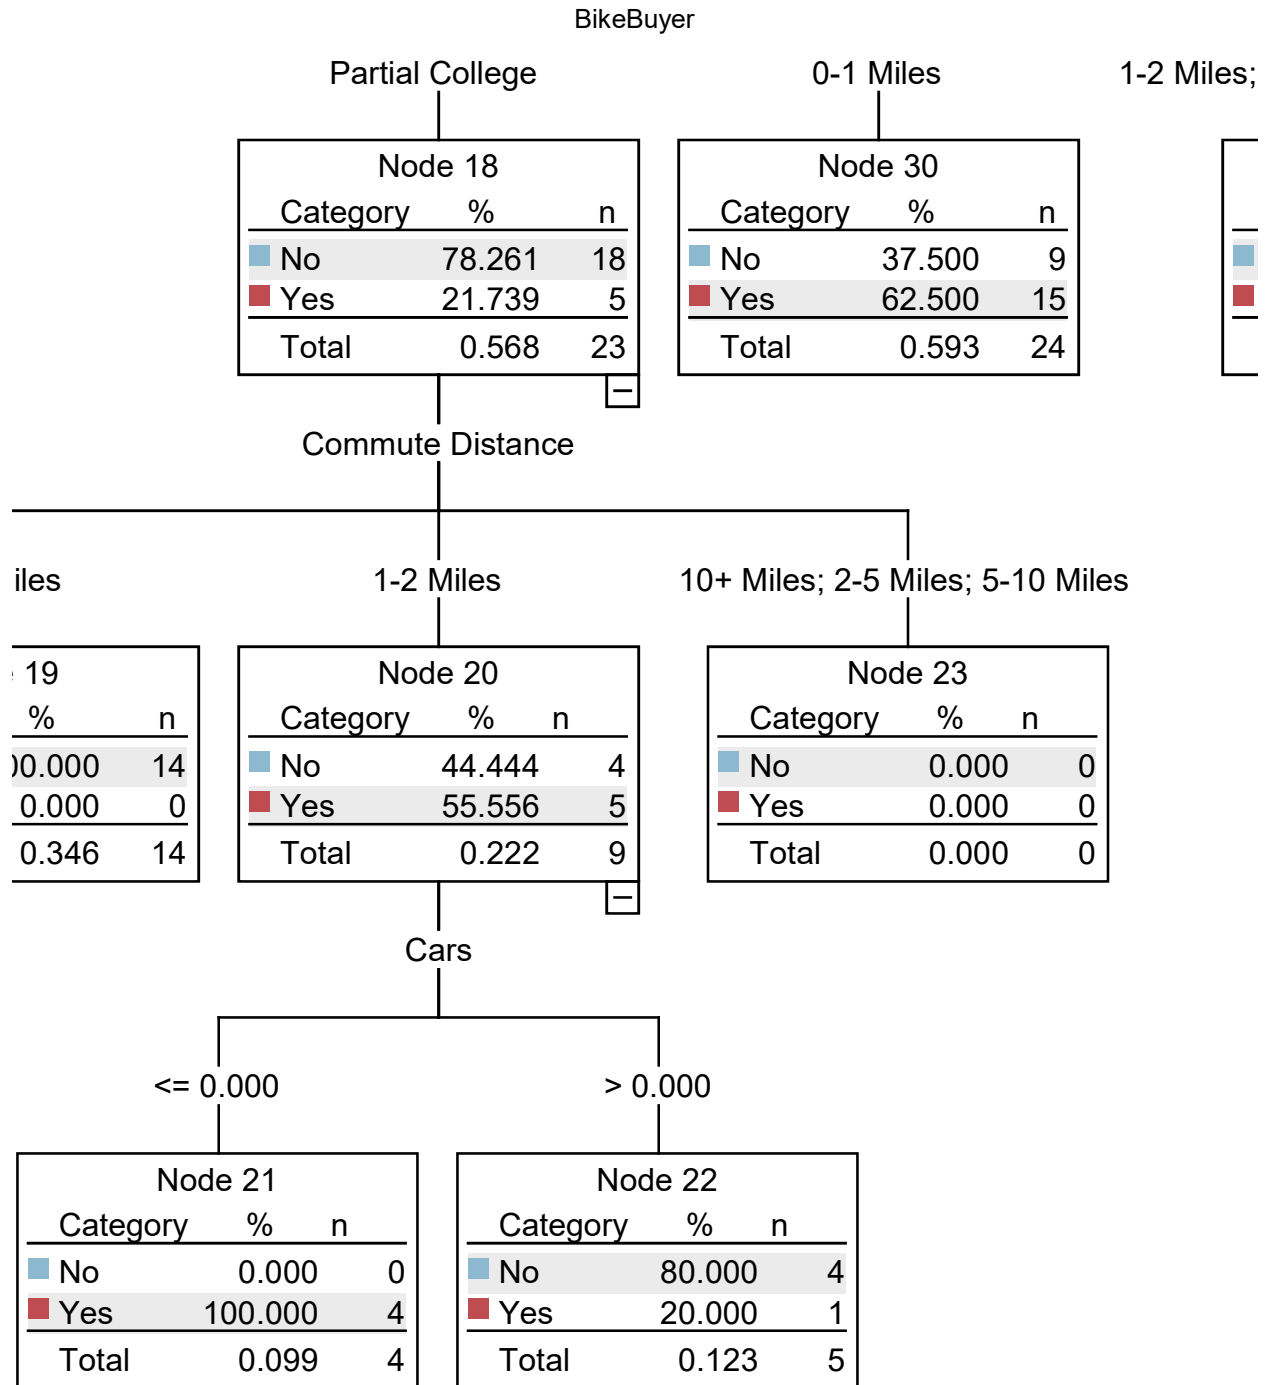 BikeBuyer
Partial College
0-1 Miles
1-2 Miles;
Node 18
Category % n
No 78.261 18
Yes 21.739 5
Total 0.568 23
Node 30
Category % n
No 37.500 9
Yes 62.500 15
Total 0.593 24
Commute Distance
iles
1-2 Miles
10+ Miles; 2-5 Miles; 5-10 Miles
19
% n
00.000 14
0.000 0
0.346 14
Node 20
Category % n
No 44.444 4
Yes 55.556 5
Total 0.222 9
Node 23
Category % n
No 0.000 0
Yes 0.000 0
Total 0.000 0
Cars
<= 0.000
> 0.000
Node 21
Category % n
No 0.000 0
Yes 100.000 4
Total 0.099 4
Node 22
Category % n
No 80.000 4
Yes 20.000 1
Total 0.123 5